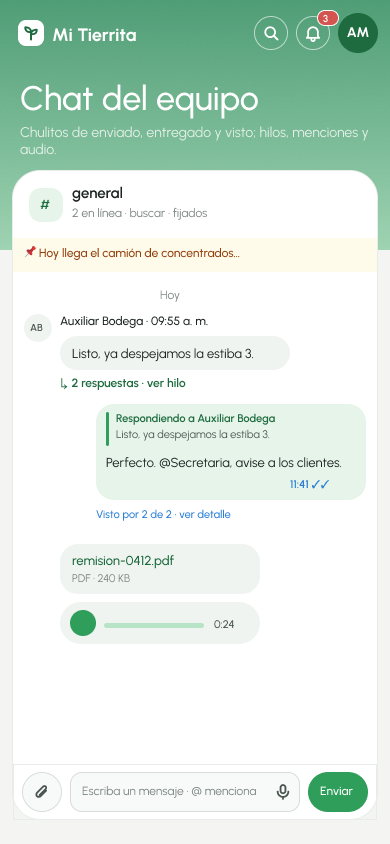 Mi Tierrita
3
AM
Chat del equipo
Chulitos de enviado, entregado y visto; hilos, menciones y
audio.
#
general
2 en línea · buscar · fijados
Hoy llega el camión de concentrados...
Hoy
AB
Auxiliar Bodega · 09:55 a. m.
Listo, ya despejamos la estiba 3.
↳ 2 respuestas · ver hilo
Respondiendo a Auxiliar Bodega
Listo, ya despejamos la estiba 3.
Perfecto. @Secretaria, avise a los clientes.
11:41 ✓✓
Visto por 2 de 2 · ver detalle
remision-0412.pdf
PDF · 240 KB
0:24
Escriba un mensaje · @ menciona
Enviar